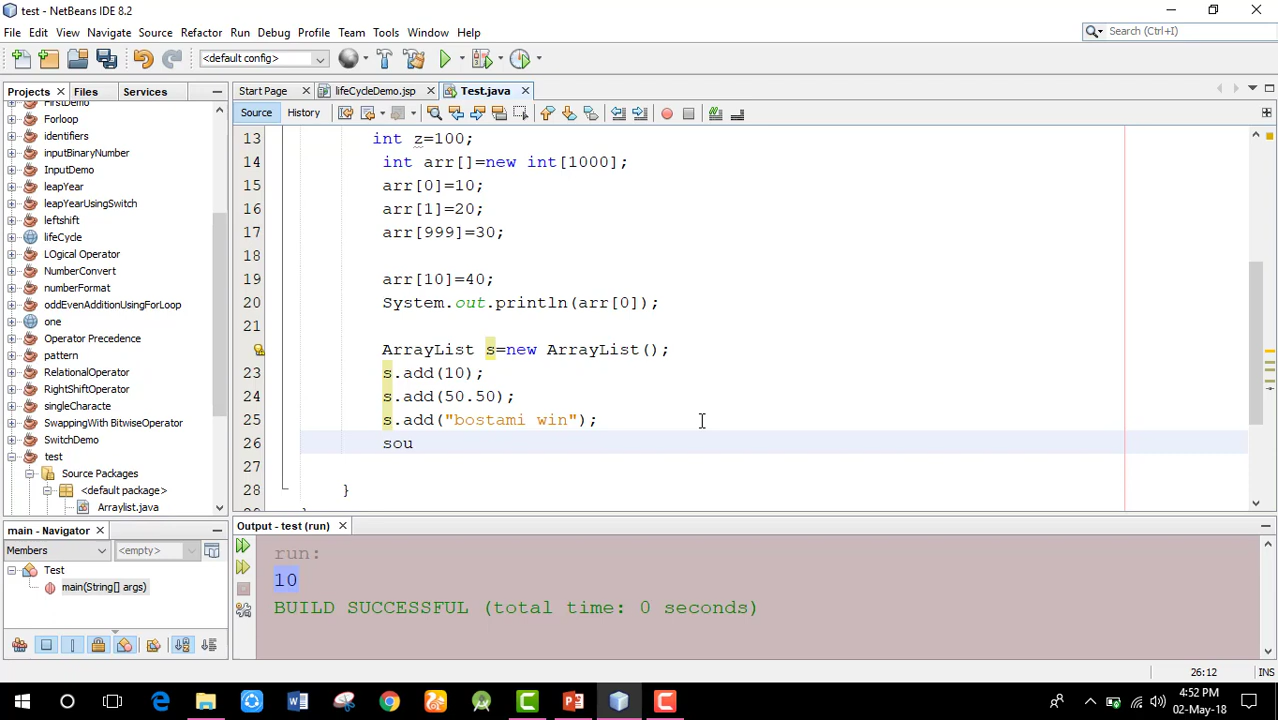 test - NetBeans IDE 8.2
File Edit View Navigate Source Refactor Run Debug Profile Team Tools Window Help
Search (Ctrl+I)
<default config>
Projects Files Services
Start Page lifeCycleDemo.jsp Test.java
Source History
FirstDemo
Forloop
identifiers
inputBinaryNumber
InputDemo
leapYear
leapYearUsingSwitch
leftshift
lifeCycle
LOgical Operator
NumberConvert
numberFormat
oddEvenAdditionUsingForLoop
one
Operator Precedence
pattern
RelationalOperator
RightShiftOperator
singleCharacte
SwappingWith BitwiseOperator
SwitchDemo
test
Source Packages
<default package>
Arraylist.java
13 int z=100;
14 int arr[]=new int[1000];
15 arr[0]=10;
16 arr[1]=20;
17 arr[999]=30;
18
19 arr[10]=40;
20 System.out.println(arr[0]);
21
ArrayList s=new ArrayList();
23 s.add(10);
24 s.add(50.50);
25 s.add("bostami win");
26 sou
27
28 }
main - Navigator
Members <empty>
Test
main(String[] args)
Output - test (run)
run:
10
BUILD SUCCESSFUL (total time: 0 seconds)
26:12 INS
4:52 PM
02-May-18